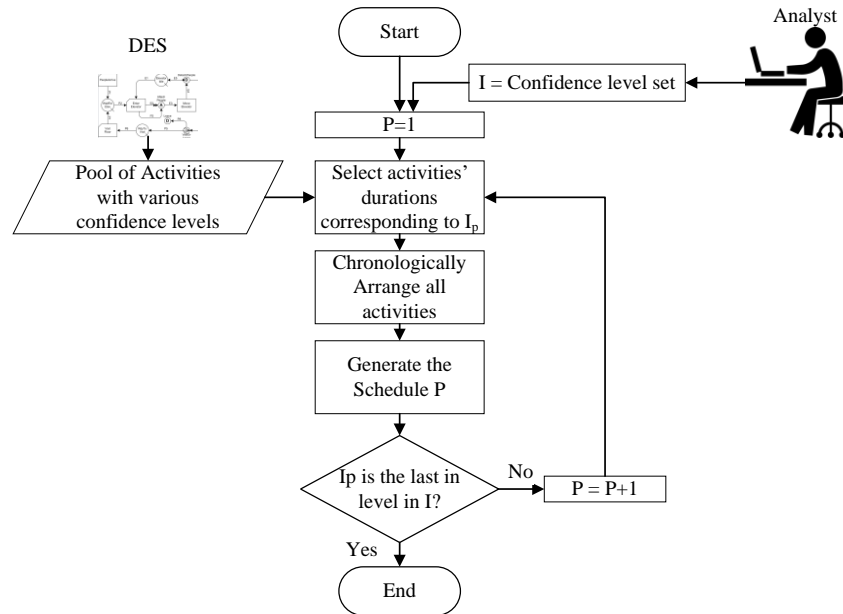 Analyst
DES
Start
I = Confidence level set
P=1
Pool of Activities
with various
confidence levels
Select activities’
durations
corresponding to Ip
Chronologically
Arrange all
activities
Generate the
Schedule P
Ip is the last in
level in I?
No
P = P+1
Yes
End